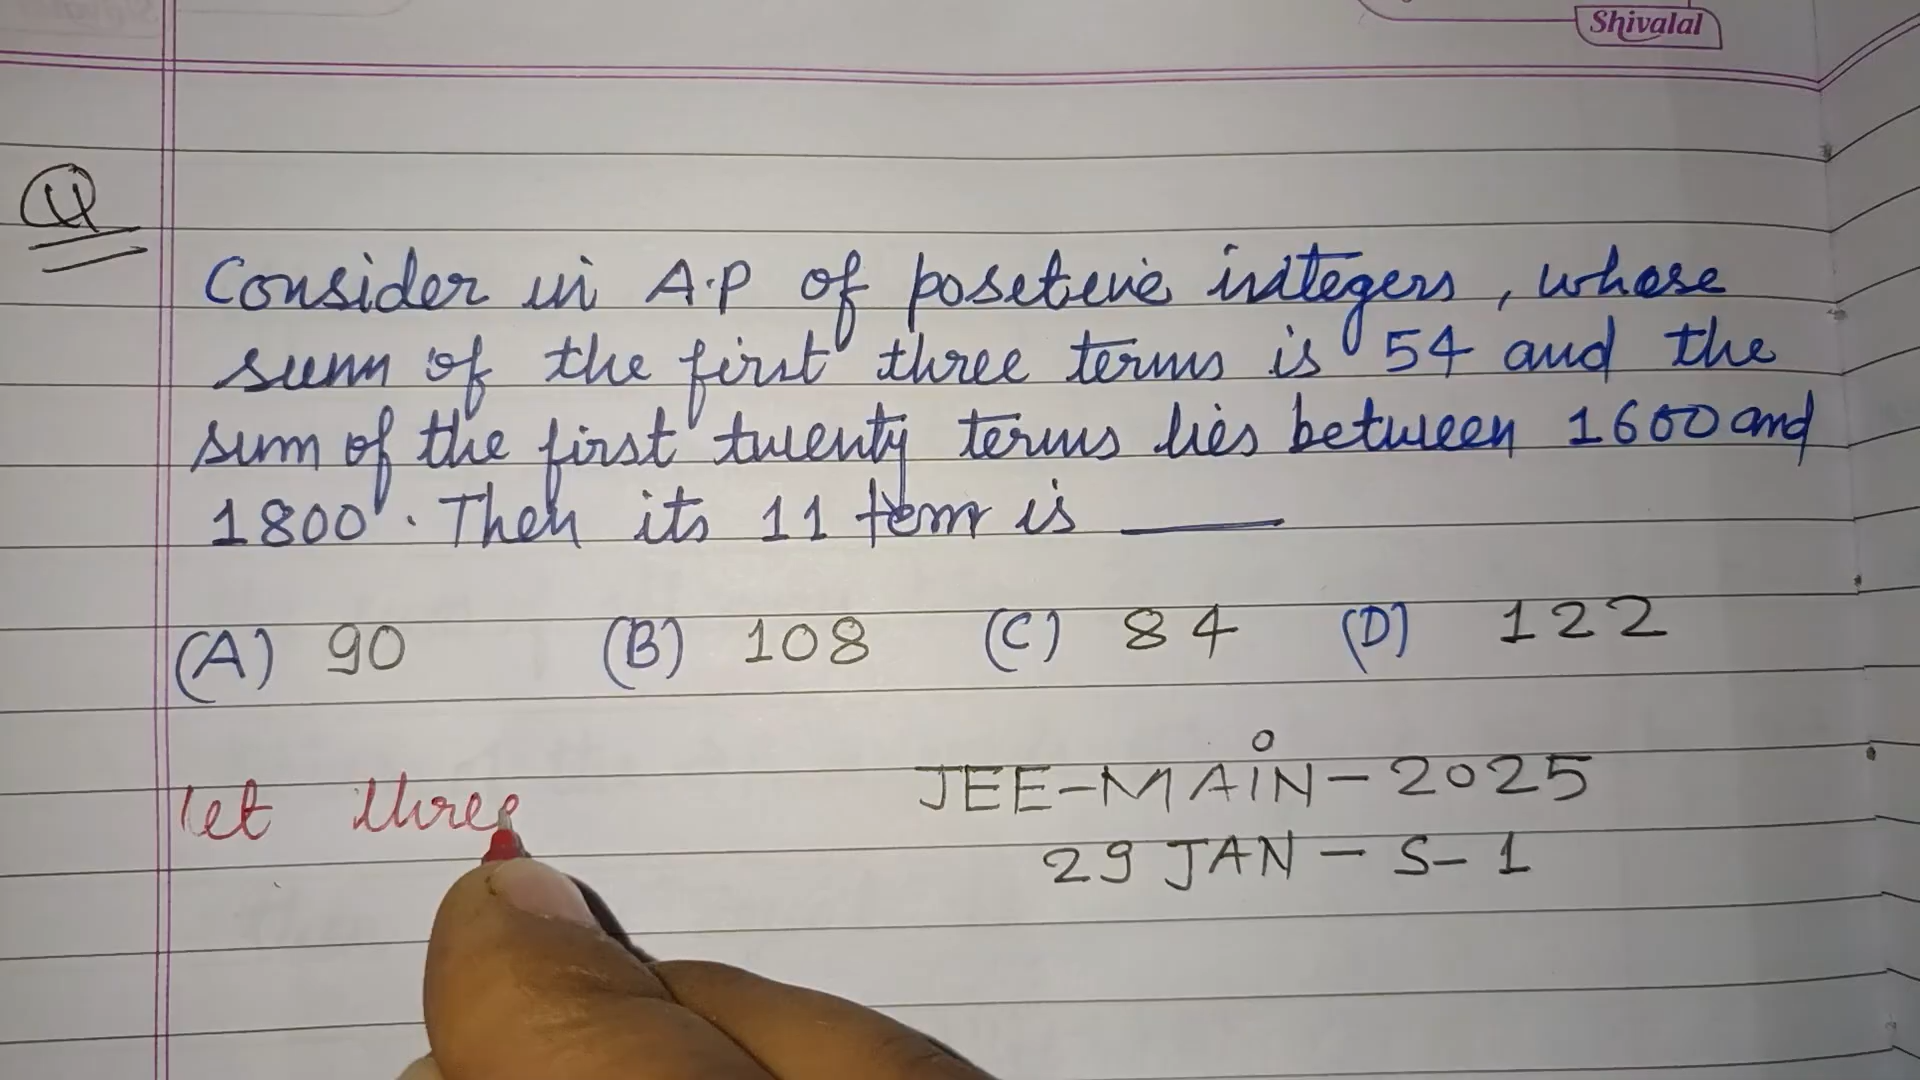 Shivalal
Q
Consider in A.P of posetive integers, whose
sum of the first three terms is 54 and the
sum of the first twenty terms lies between 1600 and
1800. Then its 11 term is ____
(A) 90 (B) 108 (C) 84 (D) 122
JEE-MAiN-2025
29 JAN - S-1
let three